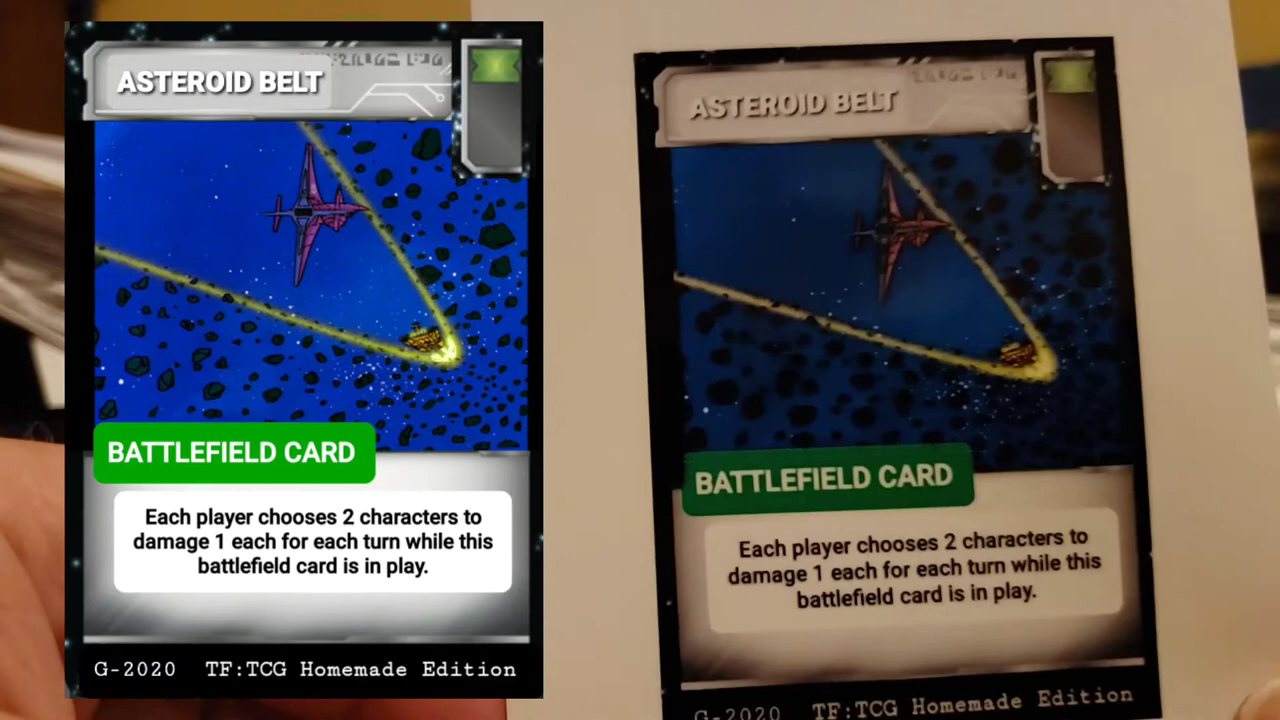 ASTEROID BELT
BATTLEFIELD CARD
Each player chooses 2 characters to
damage 1 each for each turn while this
battlefield card is in play.
G-2020 TF:TCG Homemade Edition
ASTEROID BELT
BATTLEFIELD CARD
Each player chooses 2 characters to
damage 1 each for each turn while this
battlefield card is in play.
G-2020 TF:TCG Homemade Edition